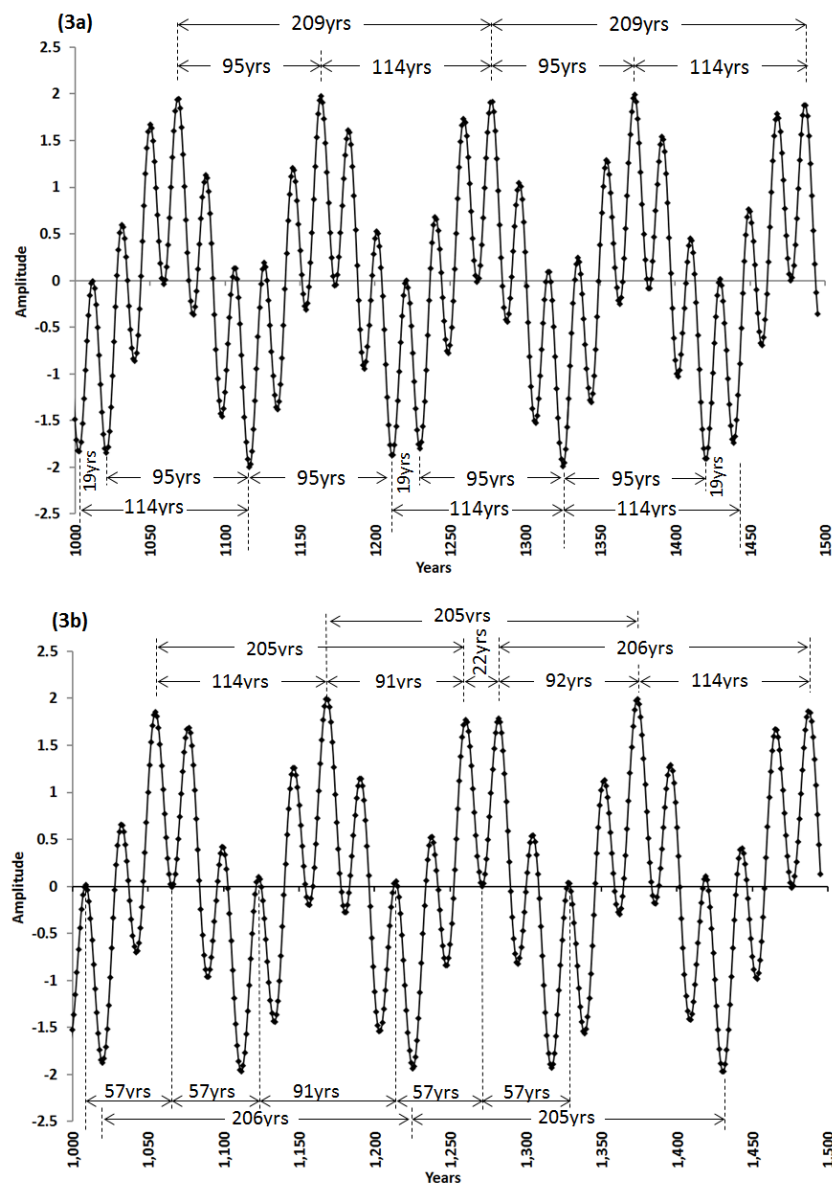 (3a)
209yrs 209yrs
95yrs 114yrs 95yrs 114yrs
2.5
2
1.5
1
0.5
0
-0.5
-1
-1.5
-2
-2.5
Amplitude
19yrs 95yrs 95yrs 19yrs 95yrs 95yrs 19yrs
114yrs 114yrs 114yrs
1000 1050 1100 1150 1200 1250 1300 1350 1400 1450 1500
Years
(3b)
205yrs
205yrs 22yrs 206yrs
114yrs 91yrs 92yrs 114yrs
2.5
2
1.5
1
0.5
0
-0.5
-1
-1.5
-2
-2.5
Amplitude
57yrs 57yrs 91yrs 57yrs 57yrs
206yrs 205yrs
1,000 1,050 1,100 1,150 1,200 1,250 1,300 1,350 1,400 1,450 1,500
Years